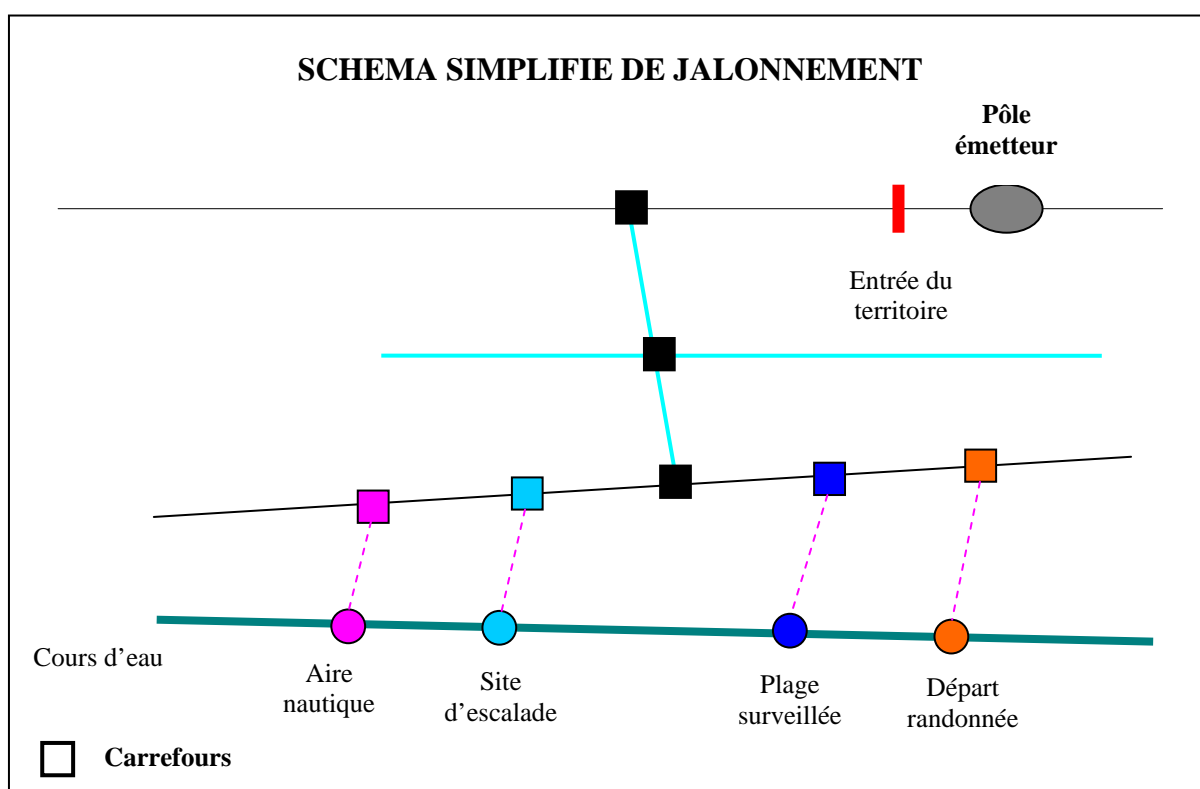 SCHEMA SIMPLIFIE DE JALONNEMENT
Pôle
émetteur
Entrée du
territoire
Cours d'eau
Aire
nautique
Site
d'escalade
Plage
surveillée
Départ
randonnée
Carrefours